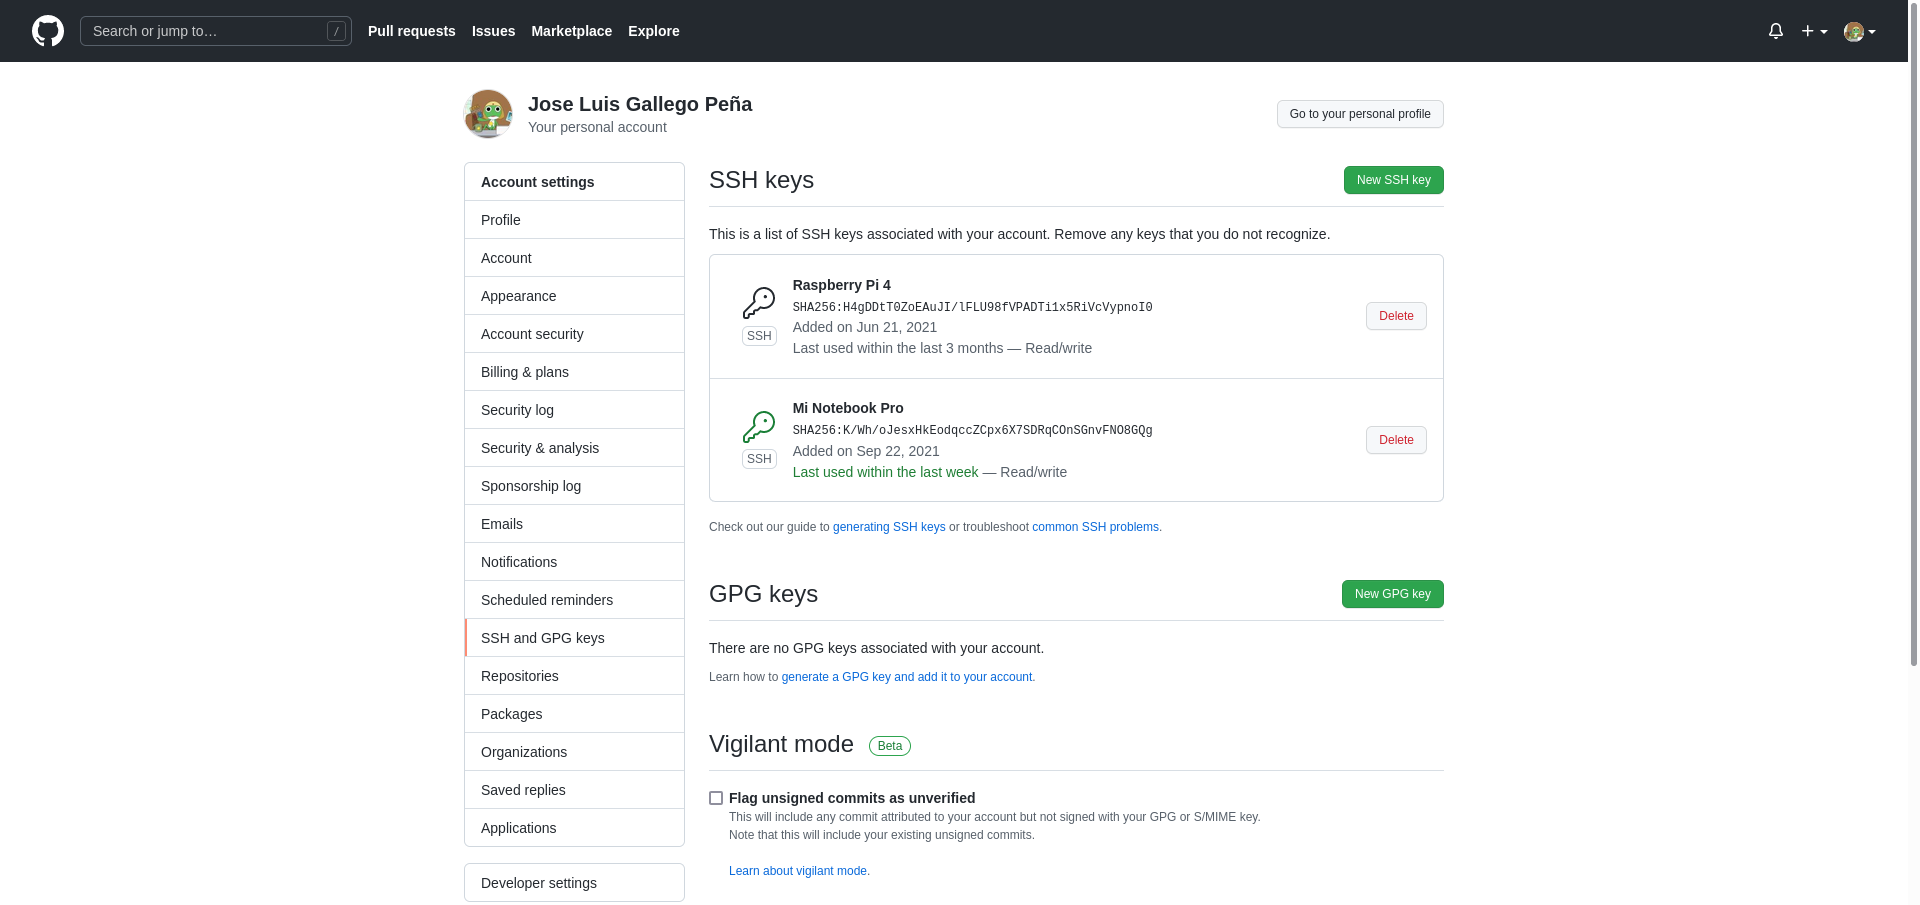 Search or jump to…
/
Pull requests
Issues
Marketplace
Explore
Jose Luis Gallego Peña
Your personal account
Go to your personal profile
Account settings
Profile
Account
Appearance
Account security
Billing & plans
Security log
Security & analysis
Sponsorship log
Emails
Notifications
Scheduled reminders
SSH and GPG keys
Repositories
Packages
Organizations
Saved replies
Applications
Developer settings
SSH keys
New SSH key
This is a list of SSH keys associated with your account. Remove any keys that you do not recognize.
SSH
Raspberry Pi 4
SHA256:H4gDDtT0ZoEAuJI/lFLU98fVPADTi1x5RiVcVypnoI0
Added on Jun 21, 2021
Last used within the last 3 months — Read/write
Delete
SSH
Mi Notebook Pro
SHA256:K/Wh/oJesxHkEodqccZCpx6X7SDRqCOnSGnvFNO8GQg
Added on Sep 22, 2021
Last used within the last week — Read/write
Delete
Check out our guide to generating SSH keys or troubleshoot common SSH problems.
GPG keys
New GPG key
There are no GPG keys associated with your account.
Learn how to generate a GPG key and add it to your account.
Vigilant mode
Beta
Flag unsigned commits as unverified
This will include any commit attributed to your account but not signed with your GPG or S/MIME key.
Note that this will include your existing unsigned commits.
Learn about vigilant mode.